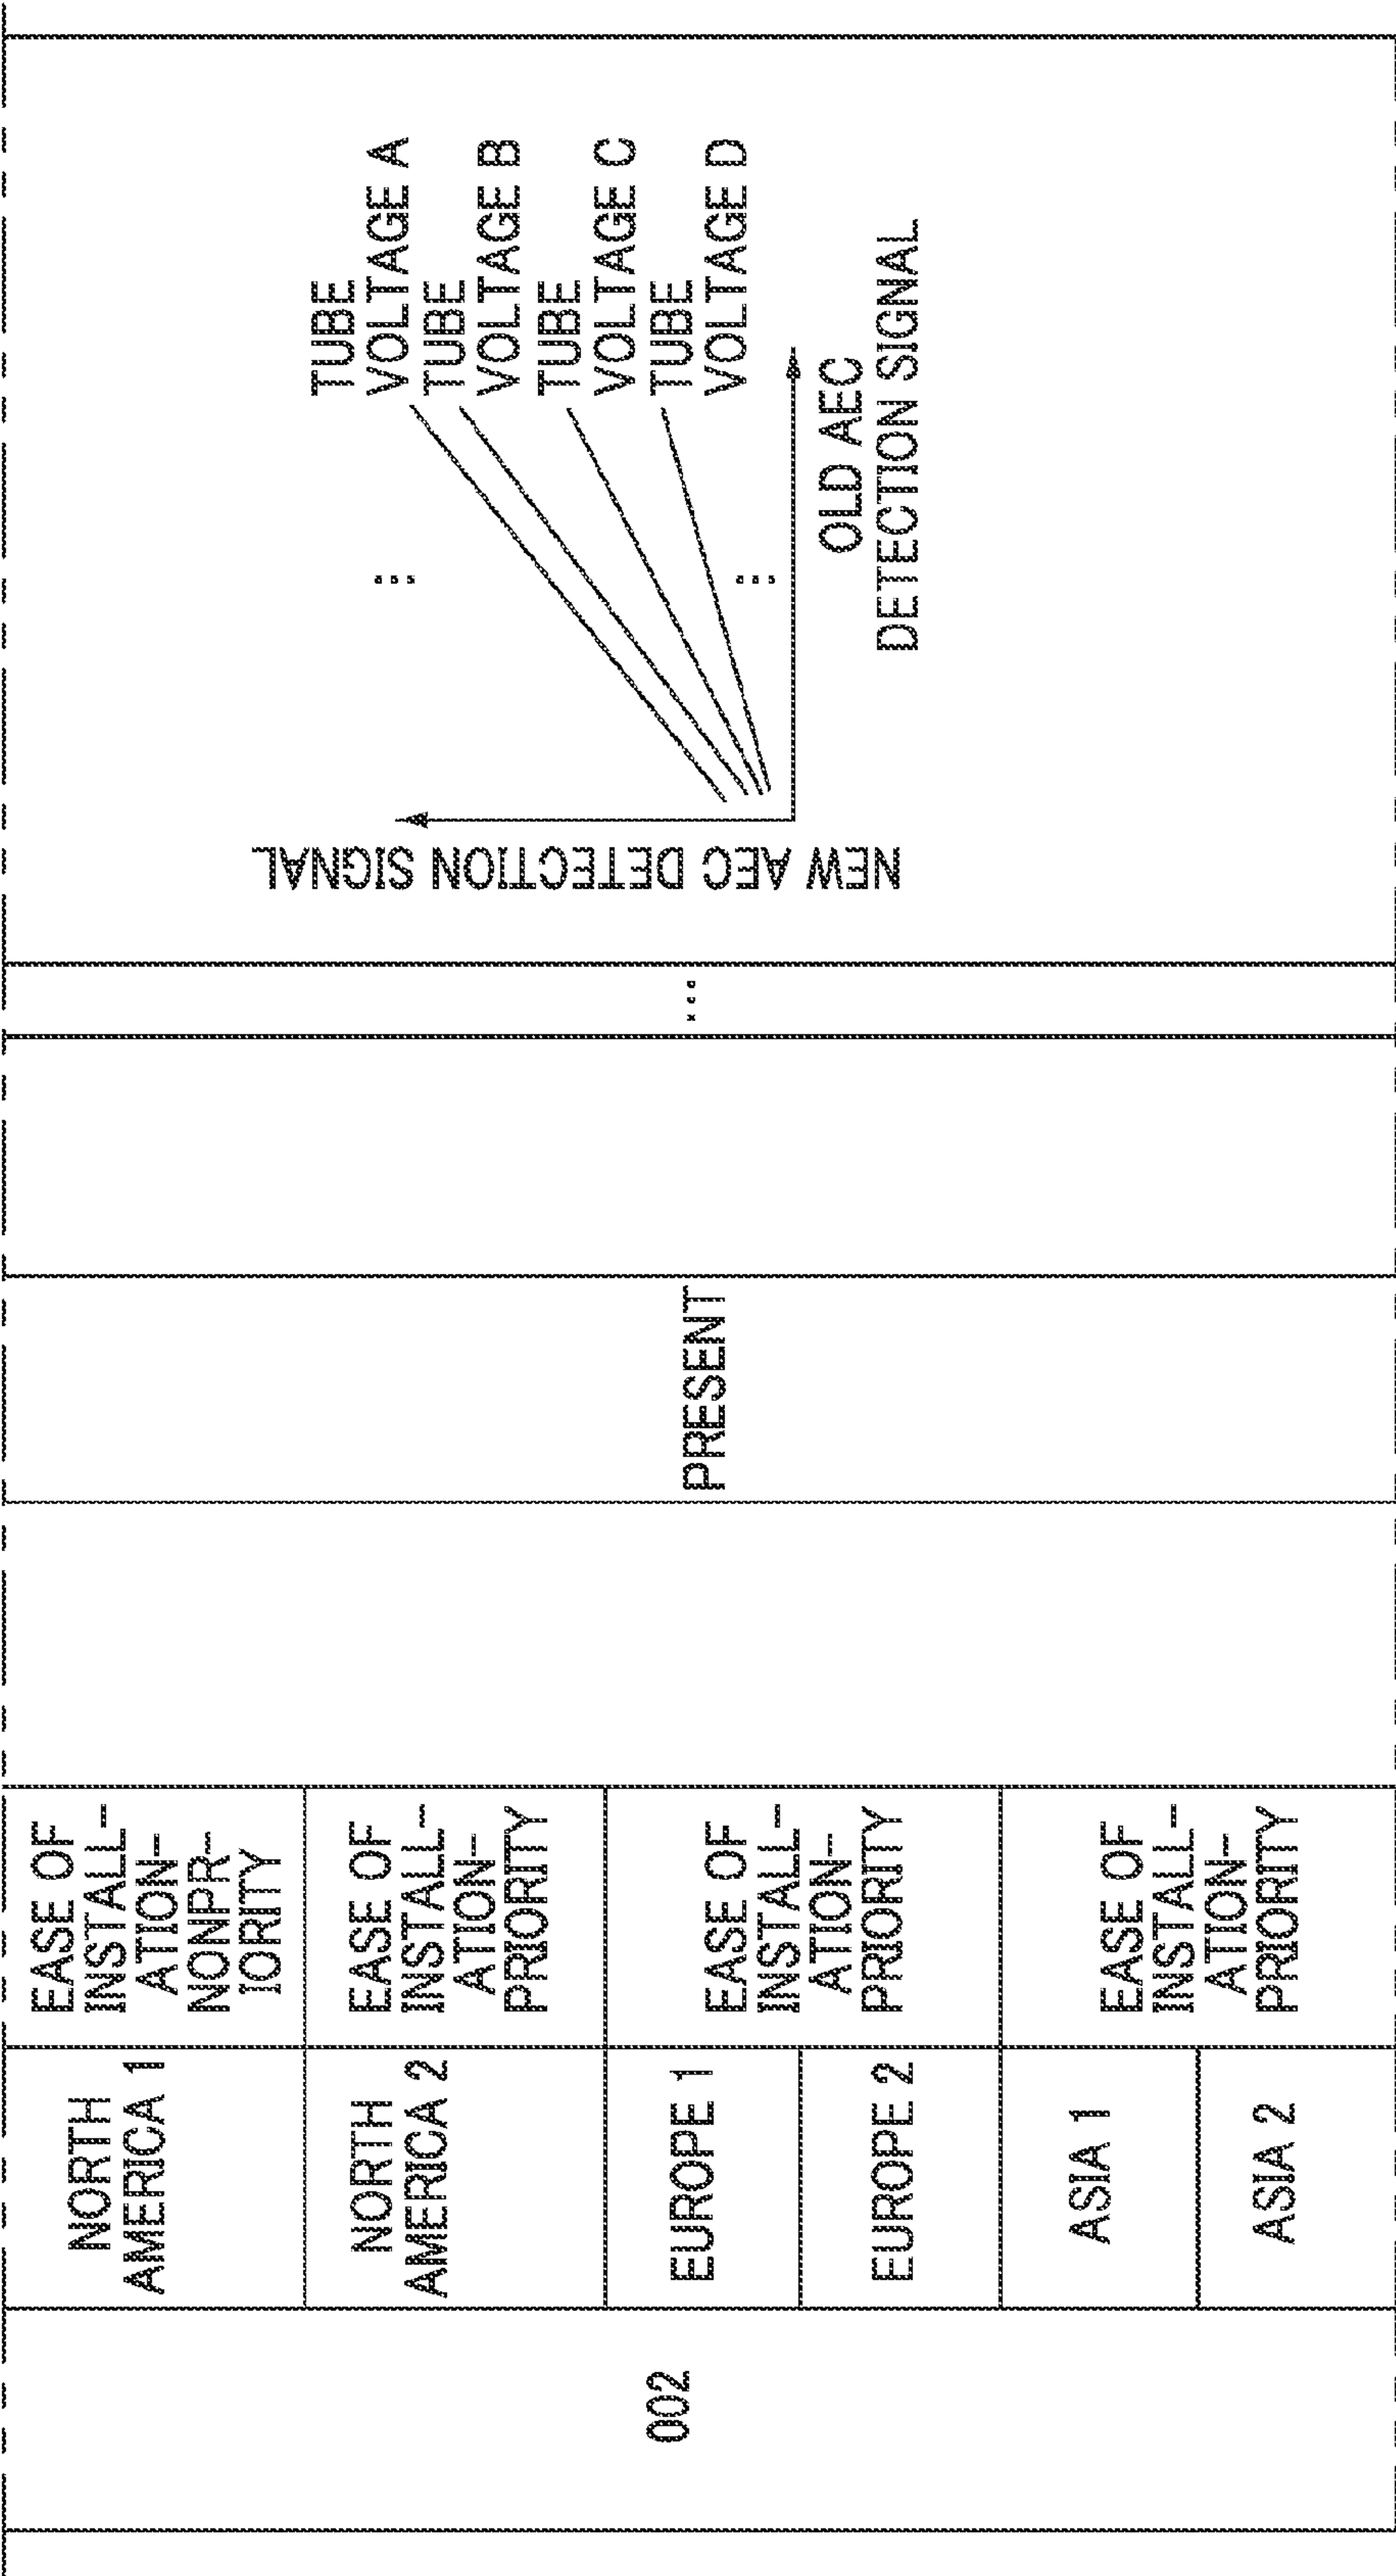 002
NORTH
AMERICA 1
EASE OF
INSTALL-
ATION-
NONPR-
IORITY
NORTH
AMERICA 2
EASE OF
INSTALL-
ATION-
PRIORITY
EUROPE 1
EUROPE 2
EASE OF
INSTALL-
ATION-
PRIORITY
ASIA 1
ASIA 2
EASE OF
INSTALL-
ATION-
PRIORITY
PRESENT
...
NEW AEC DETECTION SIGNAL
...
...
TUBE
VOLTAGE A
TUBE
VOLTAGE B
TUBE
VOLTAGE C
TUBE
VOLTAGE D
OLD AEC
DETECTION SIGNAL